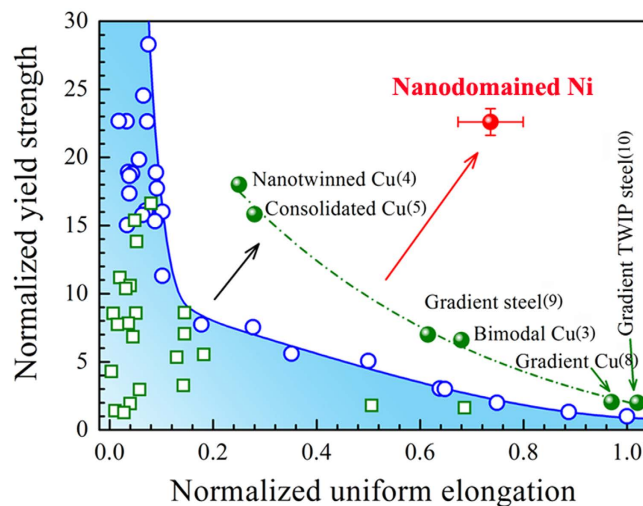 30
25
20
15
10
5
0
Normalized yield strength
Nanodomained Ni
Nanotwinned Cu(4)
Consolidated Cu(5)
Gradient steel(9)
Bimodal Cu(3)
Gradient Cu(8)
Gradient TWIP steel(10)
0.0 0.2 0.4 0.6 0.8 1.0
Normalized uniform elongation